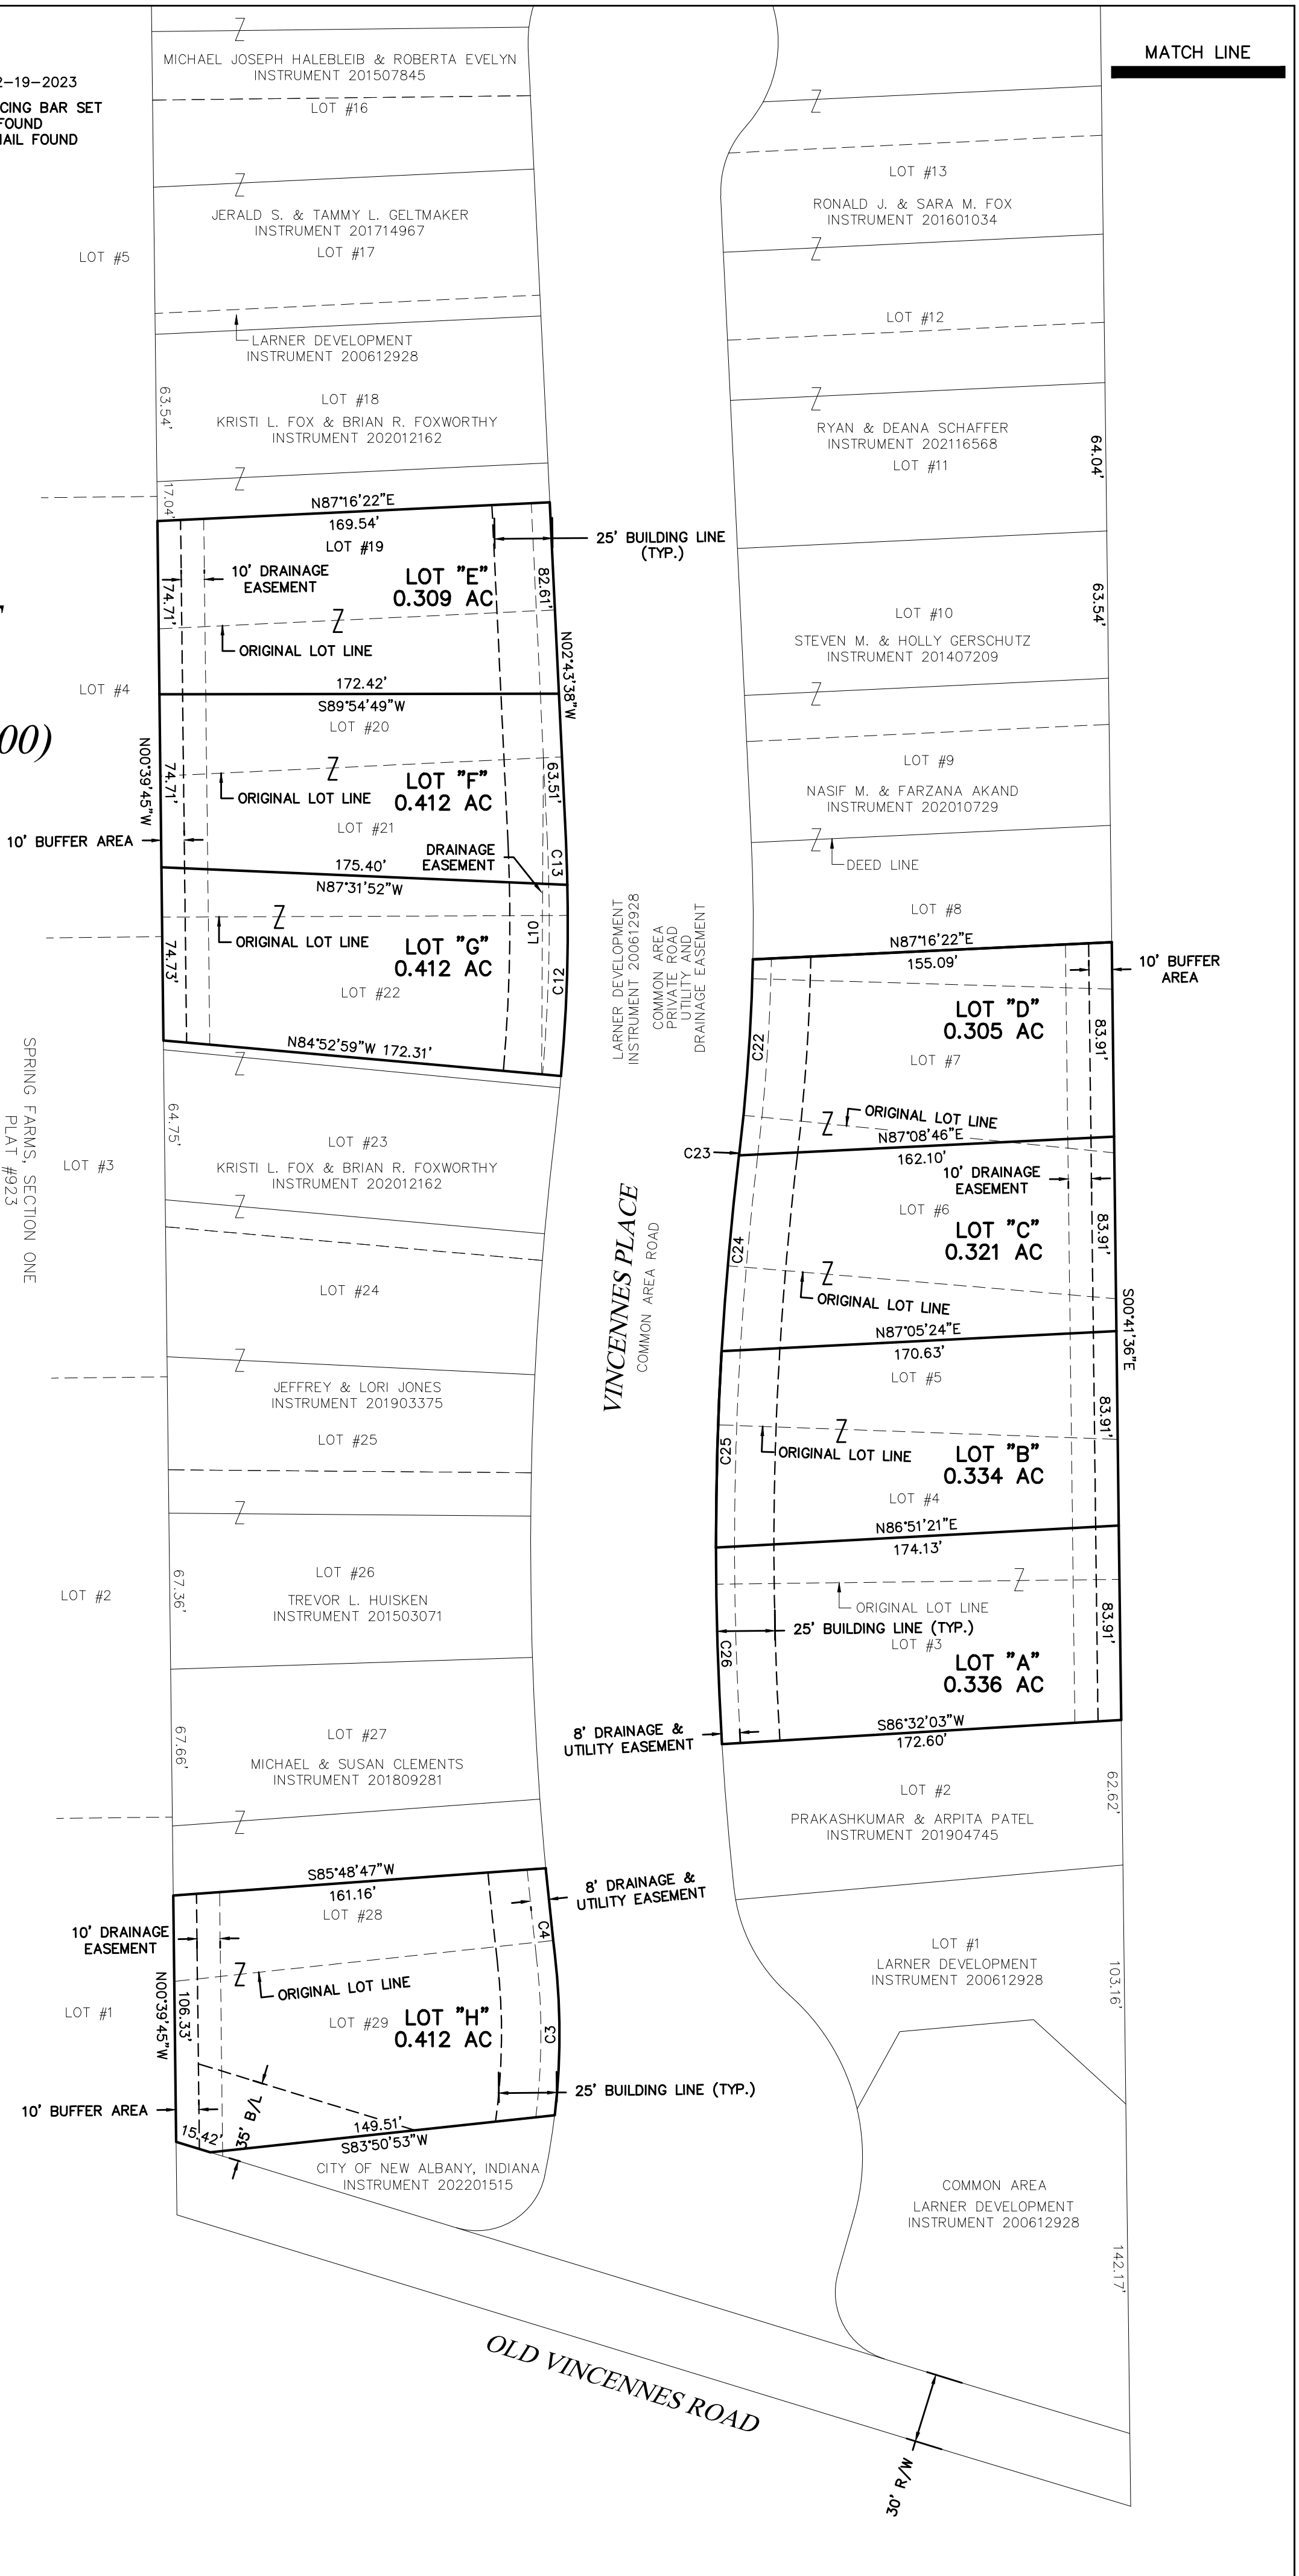 MATCH LINE
2-19-2023
CING BAR SET
FOUND
NAIL FOUND
MICHAEL JOSEPH HALEBLEIB & ROBERTA EVELYN
INSTRUMENT 201507845
LOT #16
JERALD S. & TAMMY L. GELTMAKER
INSTRUMENT 201714967
LOT #17
LOT #5
LARNER DEVELOPMENT
INSTRUMENT 200612928
63.54'
LOT #18
KRISTI L. FOX & BRIAN R. FOXWORTHY
INSTRUMENT 202012162
17.04'
N87°16'22"E
169.54'
LOT #19
25' BUILDING LINE
(TYP.)
10' DRAINAGE
EASEMENT
LOT "E"
0.309 AC
74.71'
82.61'
ORIGINAL LOT LINE
N02°43'38"W
LOT #4
172.42'
S89°54'49"W
LOT #20
00)
N00°39'45"W
74.71'
LOT "F"
0.412 AC
63.51'
ORIGINAL LOT LINE
LOT #21
10' BUFFER AREA
DRAINAGE
EASEMENT
C13
175.40'
N87°31'52"W
L10
ORIGINAL LOT LINE
LOT "G"
0.412 AC
74.73'
C12
LOT #22
N84°52'59"W 172.31'
SPRING FARMS, SECTION ONE
PLAT #923
64.75'
LOT #3
LOT #23
KRISTI L. FOX & BRIAN R. FOXWORTHY
INSTRUMENT 202012162
LOT #24
JEFFREY & LORI JONES
INSTRUMENT 201903375
LOT #25
LOT #2
67.36'
LOT #26
TREVOR L. HUISKEN
INSTRUMENT 201503071
67.66'
LOT #27
MICHAEL & SUSAN CLEMENTS
INSTRUMENT 201809281
S85°48'47"W
161.16'
LOT #28
8' DRAINAGE &
UTILITY EASEMENT
10' DRAINAGE
EASEMENT
C4
ORIGINAL LOT LINE
N00°39'45"W
106.33'
LOT #1
LOT #29
LOT "H"
0.412 AC
C3
10' BUFFER AREA
25' BUILDING LINE (TYP.)
35' B/L
15.42'
149.51'
S83°50'53"W
CITY OF NEW ALBANY, INDIANA
INSTRUMENT 202201515
LARNER DEVELOPMENT
INSTRUMENT 200612928
COMMON AREA
PRIVATE ROAD
UTILITY AND
DRAINAGE EASEMENT
VINCENNES PLACE
COMMON AREA ROAD
LOT #13
RONALD J. & SARA M. FOX
INSTRUMENT 201601034
LOT #12
RYAN & DEANA SCHAFFER
INSTRUMENT 202116568
LOT #11
64.04'
63.54'
LOT #10
STEVEN M. & HOLLY GERSCHUTZ
INSTRUMENT 201407209
LOT #9
NASIF M. & FARZANA AKAND
INSTRUMENT 202010729
DEED LINE
LOT #8
N87°16'22"E
155.09'
10' BUFFER
AREA
LOT "D"
0.305 AC
C22
83.91'
LOT #7
ORIGINAL LOT LINE
N87°08'46"E
C23
162.10'
10' DRAINAGE
EASEMENT
LOT #6
LOT "C"
0.321 AC
83.91'
C24
ORIGINAL LOT LINE
S00°41'36"E
N87°05'24"E
170.63'
LOT #5
83.91'
C25
ORIGINAL LOT LINE
LOT "B"
0.334 AC
LOT #4
N86°51'21"E
174.13'
ORIGINAL LOT LINE
83.91'
25' BUILDING LINE (TYP.)
LOT #3
C26
LOT "A"
0.336 AC
8' DRAINAGE &
UTILITY EASEMENT
S86°32'03"W
172.60'
LOT #2
62.62'
PRAKASHKUMAR & ARPITA PATEL
INSTRUMENT 201904745
LOT #1
LARNER DEVELOPMENT
INSTRUMENT 200612928
103.16'
COMMON AREA
LARNER DEVELOPMENT
INSTRUMENT 200612928
142.17'
OLD VINCENNES ROAD
30' R/W